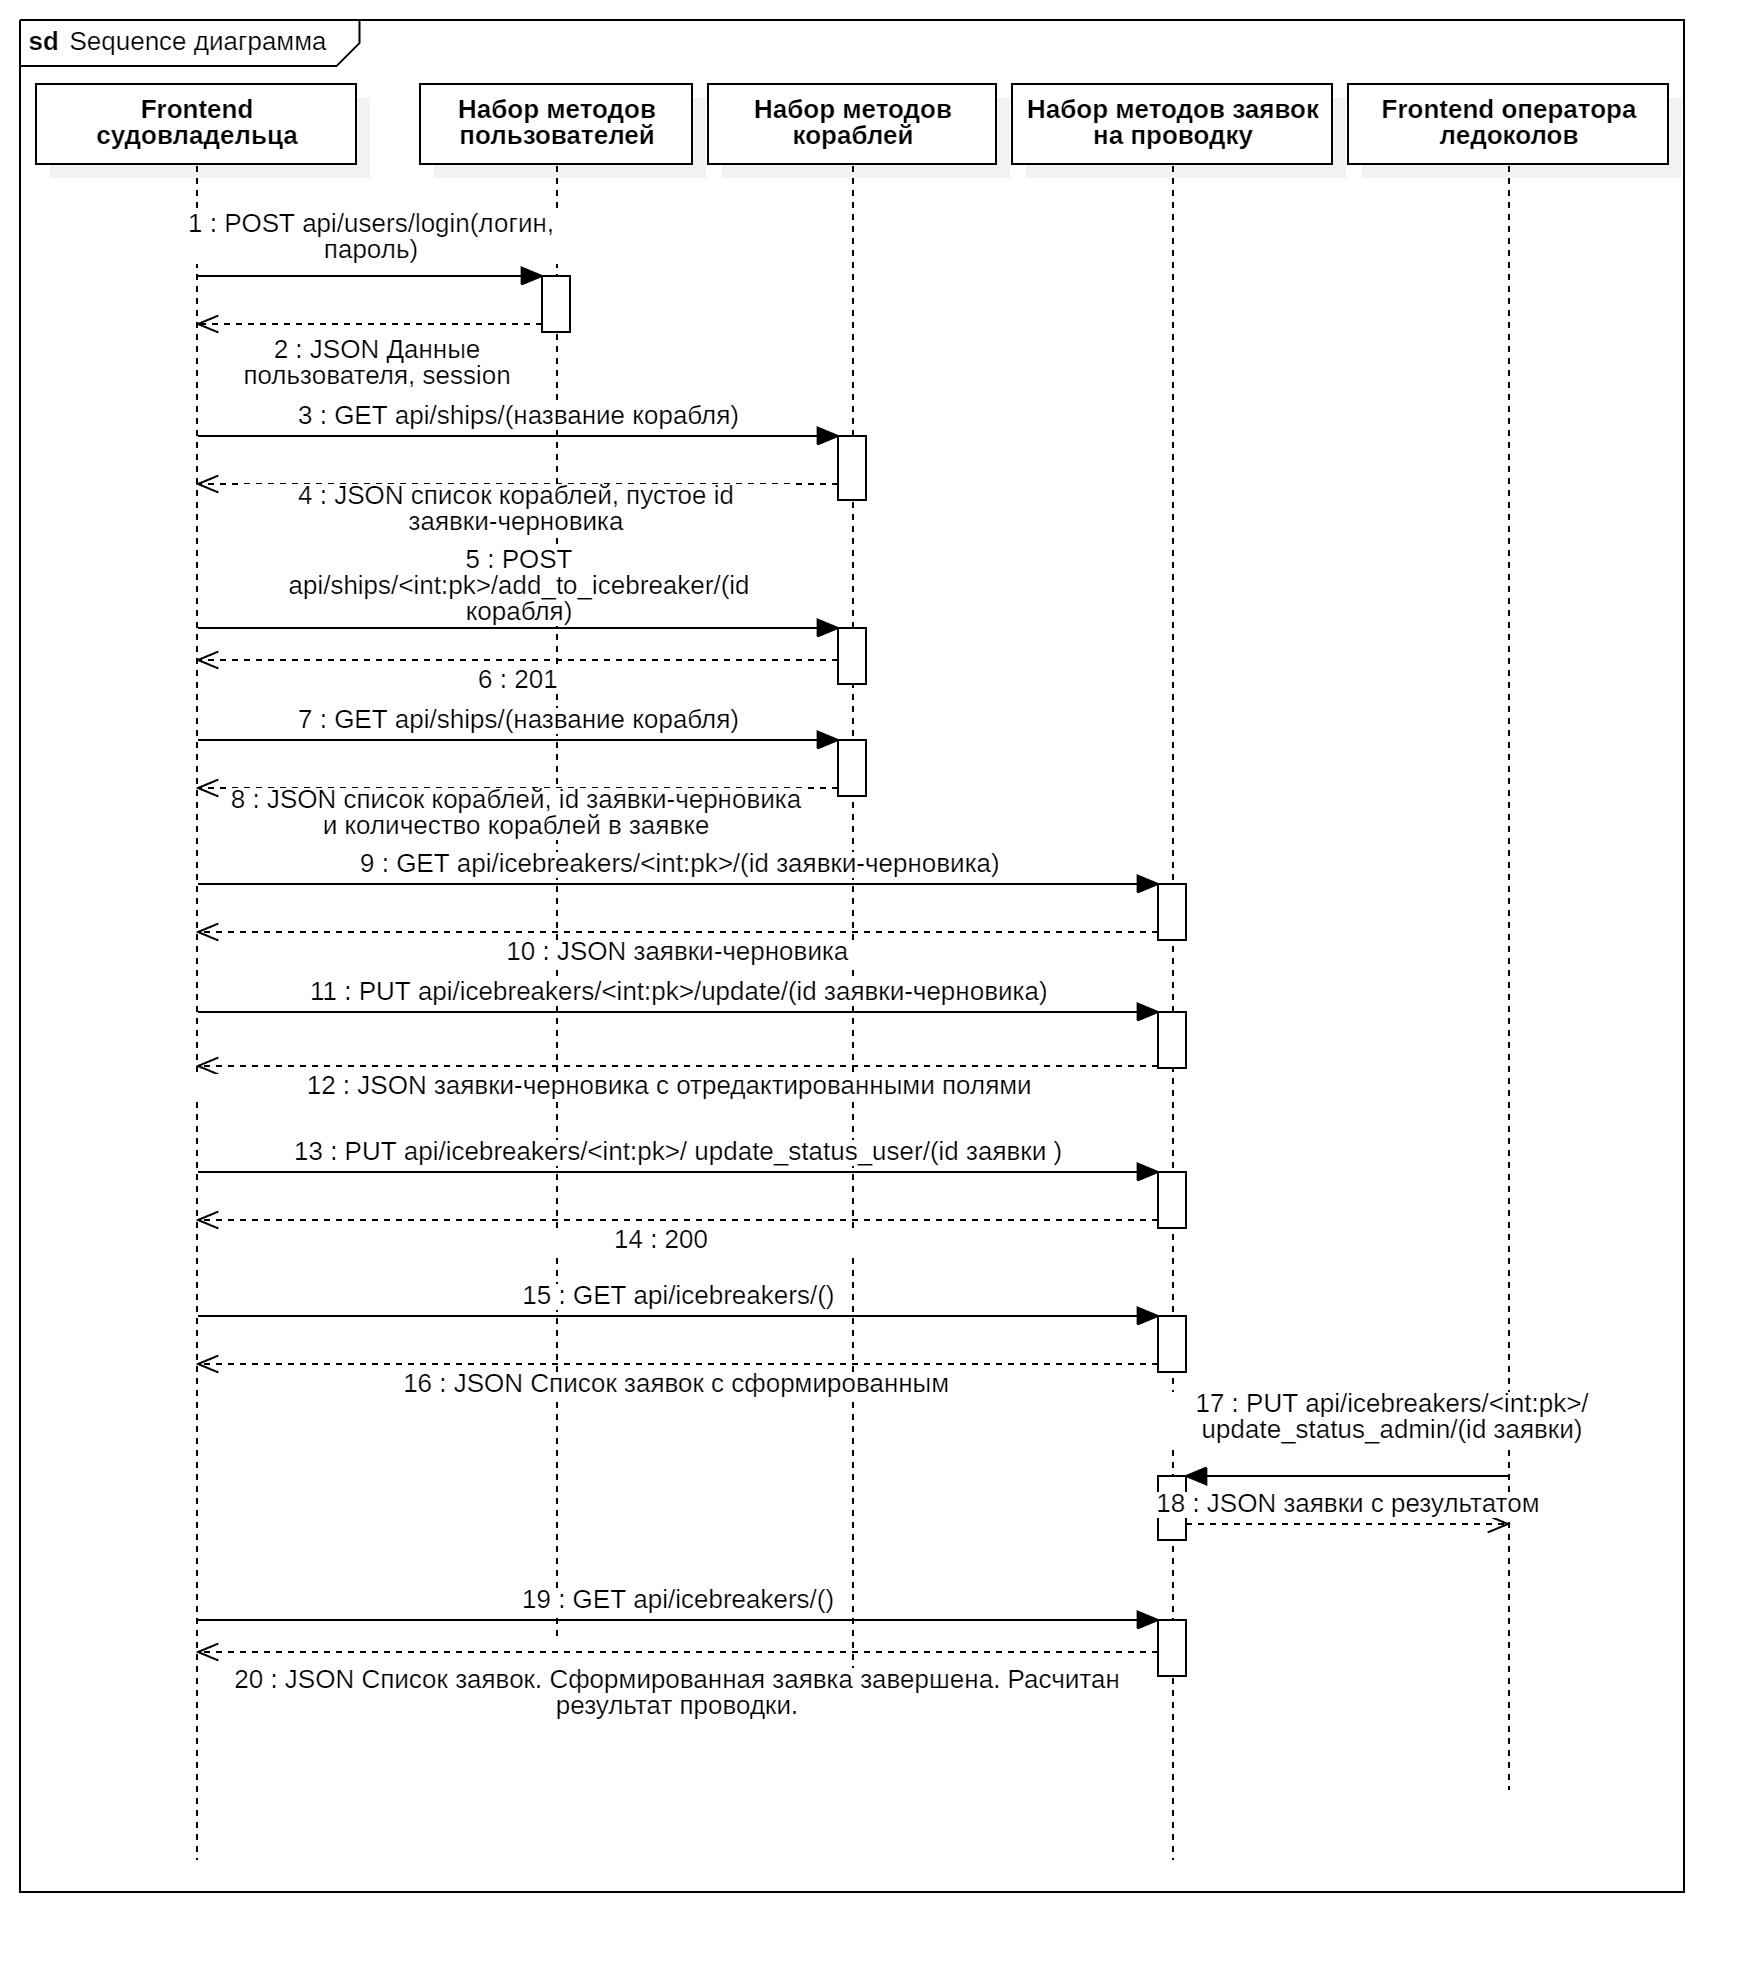 sd Sequence диаграмма
Frontend
судовладельца
Набор методов
пользователей
Набор методов
кораблей
Набор методов заявок
на проводку
Frontend оператора
ледоколов
1 : POST api/users/login(логин,
пароль)
2 : JSON Данные
пользователя, session
3 : GET api/ships/(название корабля)
4 : JSON список кораблей, пустое id
заявки-черновика
5 : POST
api/ships/<int:pk>/add_to_icebreaker/(id
корабля)
6 : 201
7 : GET api/ships/(название корабля)
8 : JSON список кораблей, id заявки-черновика
и количество кораблей в заявке
9 : GET api/icebreakers/<int:pk>/(id заявки-черновика)
10 : JSON заявки-черновика
11 : PUT api/icebreakers/<int:pk>/update/(id заявки-черновика)
12 : JSON заявки-черновика с отредактированными полями
13 : PUT api/icebreakers/<int:pk>/ update_status_user/(id заявки )
14 : 200
15 : GET api/icebreakers/()
16 : JSON Список заявок с сформированным
17 : PUT api/icebreakers/<int:pk>/
update_status_admin/(id заявки)
18 : JSON заявки с результатом
19 : GET api/icebreakers/()
20 : JSON Список заявок. Сформированная заявка завершена. Расчитан
результат проводки.